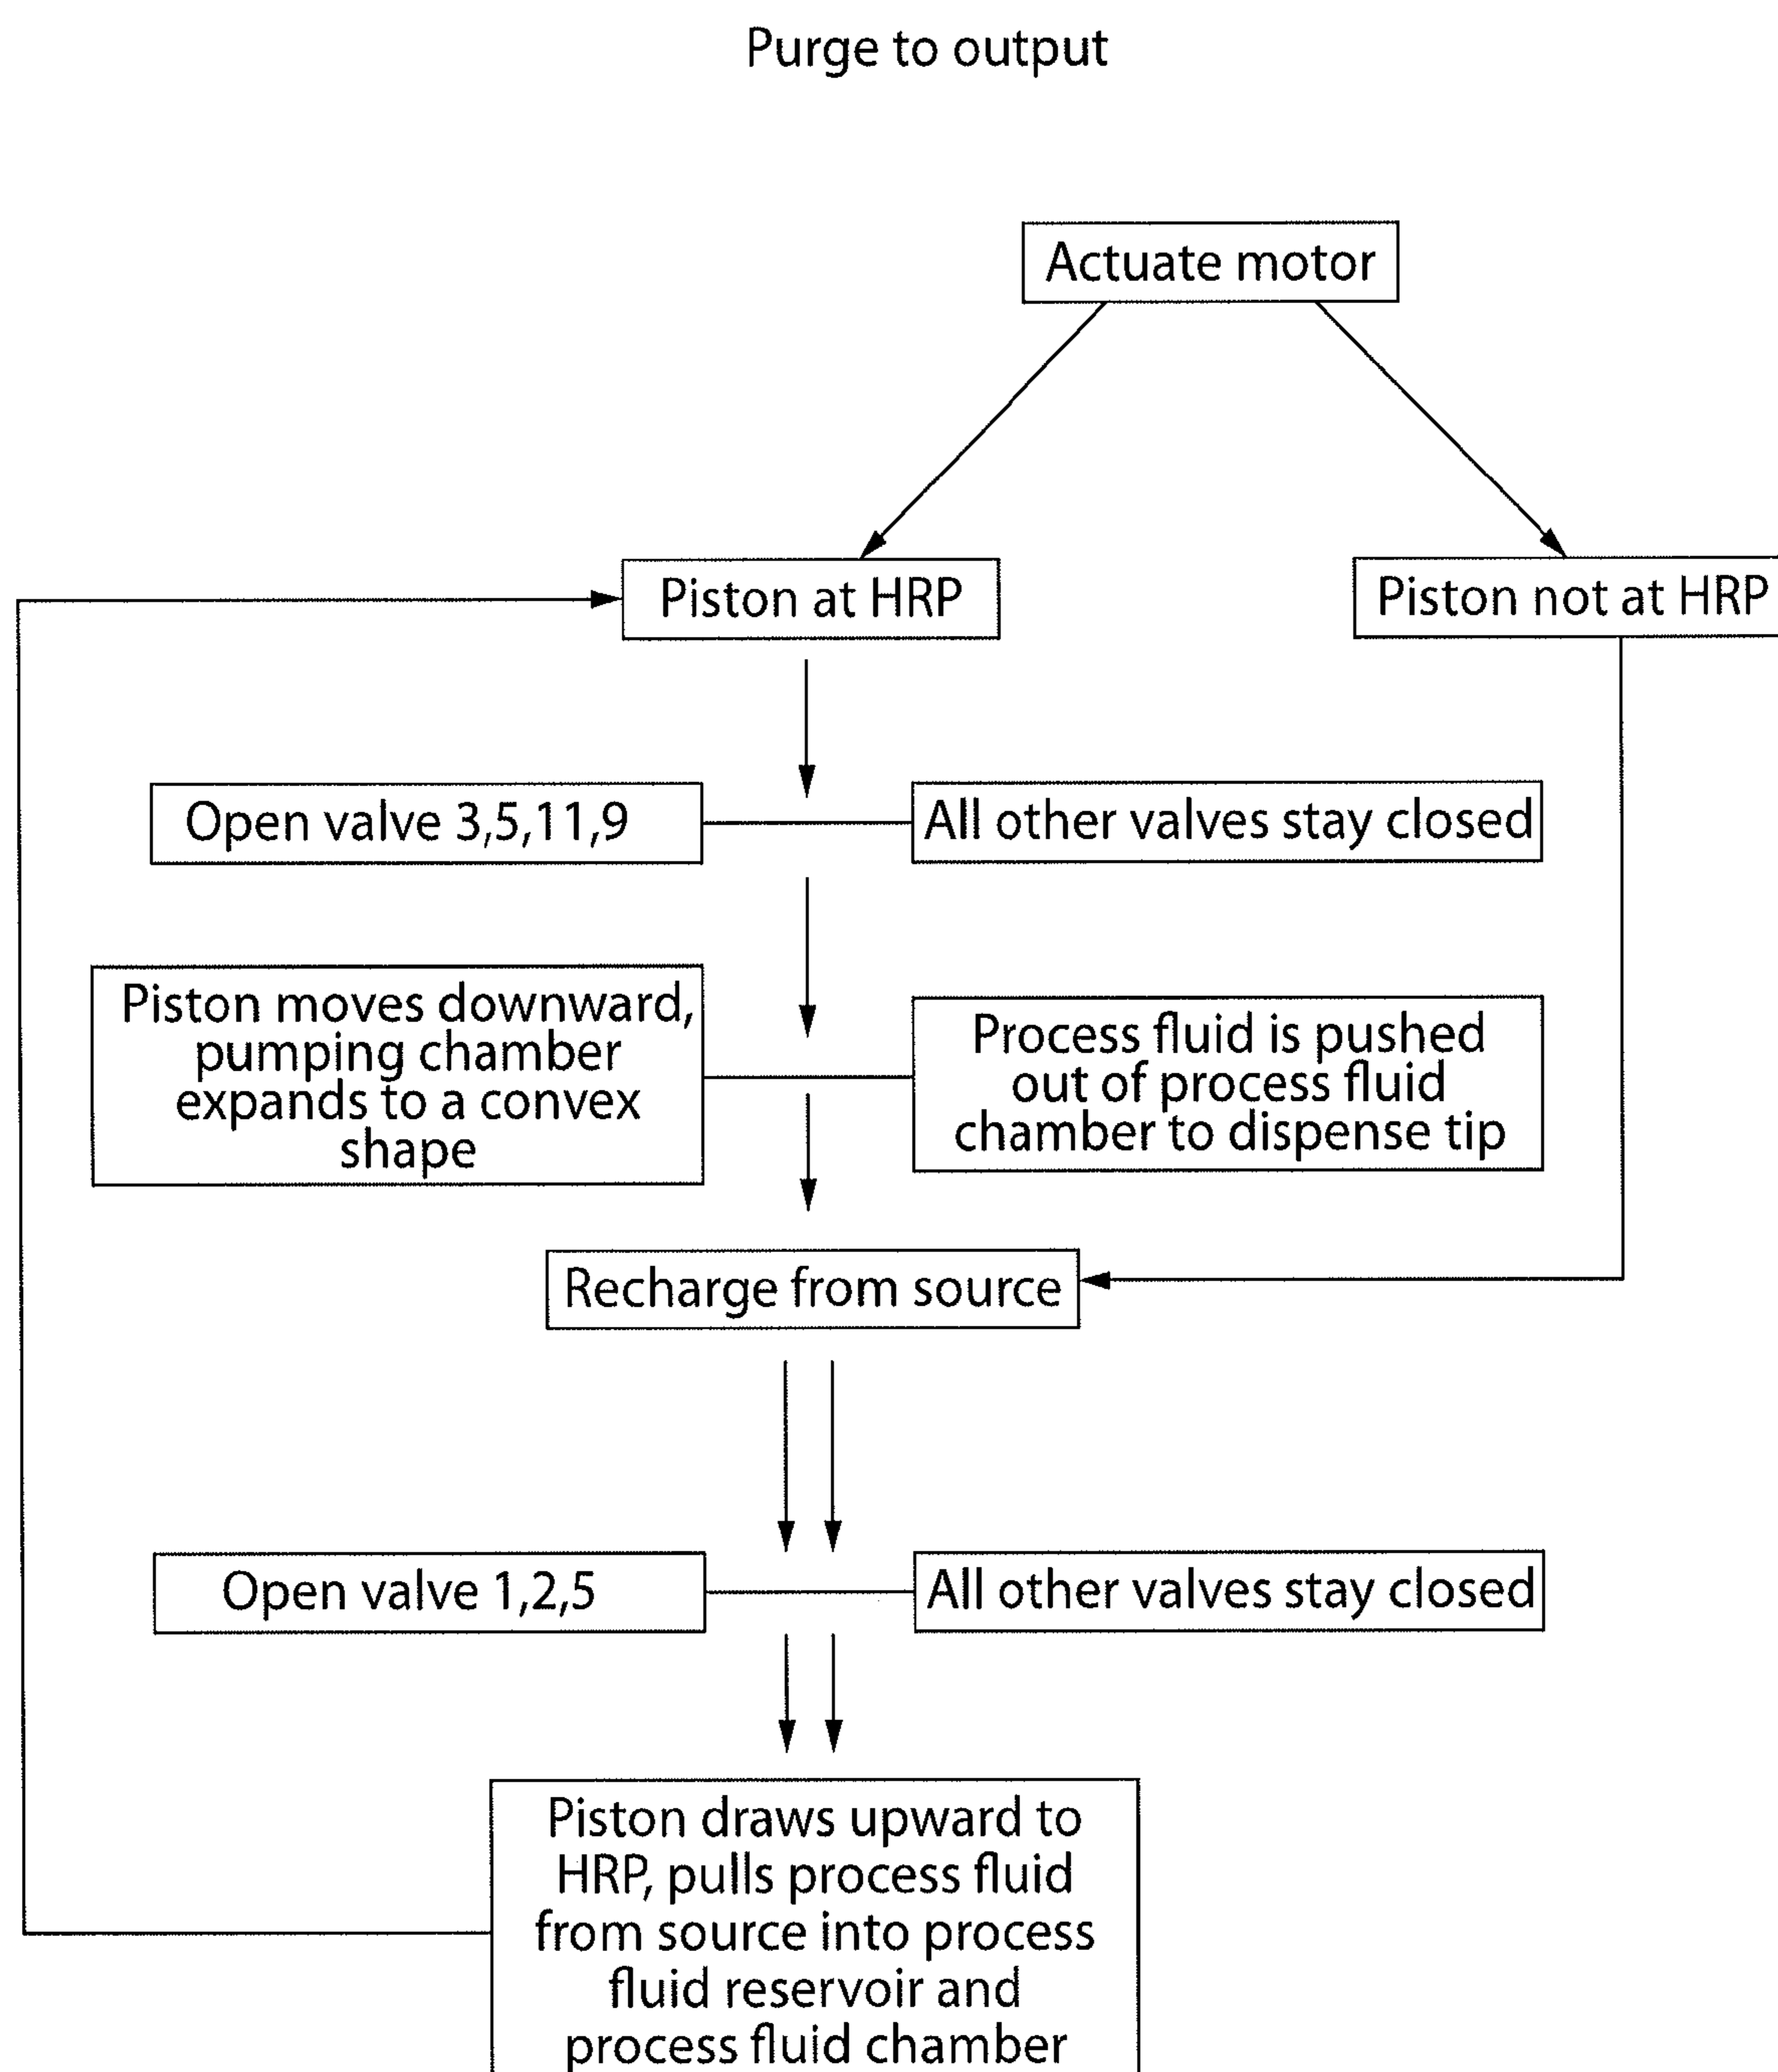 Purge to output
Actuate motor
Piston at HRP
Piston not at HRP
Open valve 3,5,11,9
All other valves stay closed
Piston moves downward,
pumping chamber
expands to a convex
shape
Process fluid is pushed
out of process fluid
chamber to dispense tip
Recharge from source
Open valve 1,2,5
All other valves stay closed
Piston draws upward to
HRP, pulls process fluid
from source into process
fluid reservoir and
process fluid chamber